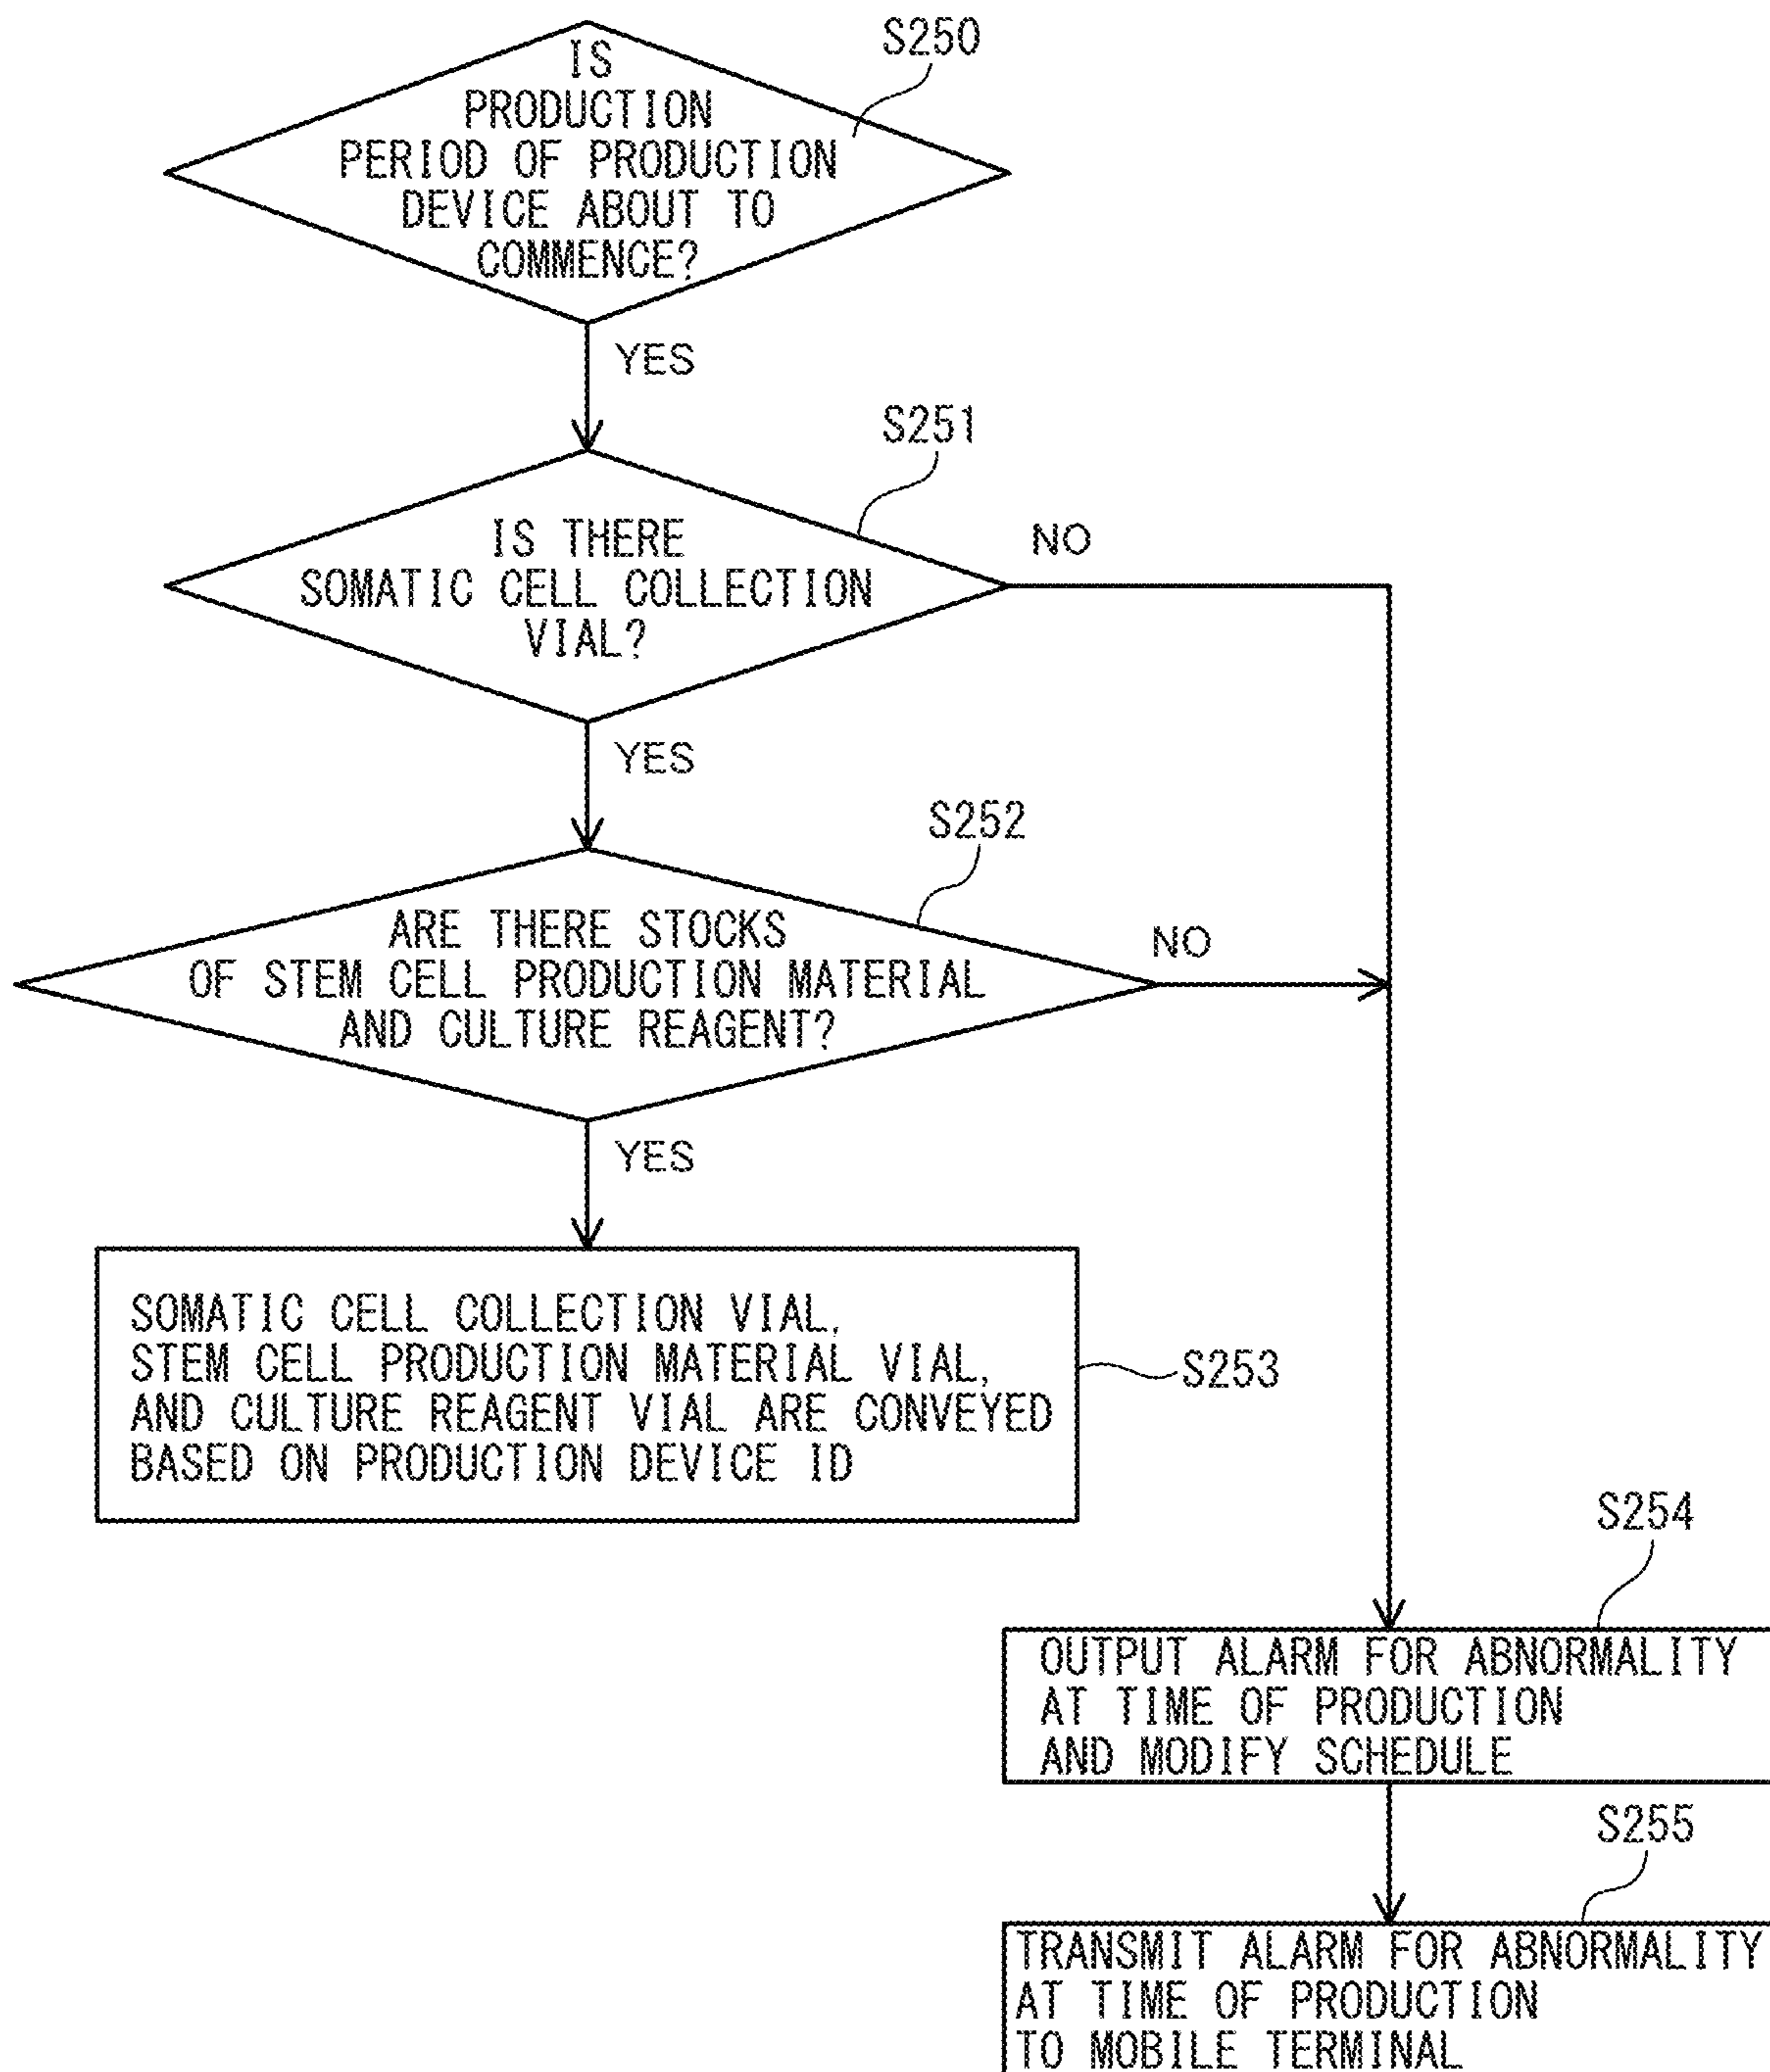 S250
IS
PRODUCTION
PERIOD OF PRODUCTION
DEVICE ABOUT TO
COMMENCE?
YES
S251
IS THERE
SOMATIC CELL COLLECTION
VIAL?
NO
YES
S252
ARE THERE STOCKS
OF STEM CELL PRODUCTION MATERIAL
AND CULTURE REAGENT?
NO
YES
SOMATIC CELL COLLECTION VIAL,
STEM CELL PRODUCTION MATERIAL VIAL,
AND CULTURE REAGENT VIAL ARE CONVEYED
BASED ON PRODUCTION DEVICE ID
S253
S254
OUTPUT ALARM FOR ABNORMALITY
AT TIME OF PRODUCTION
AND MODIFY SCHEDULE
S255
TRANSMIT ALARM FOR ABNORMALITY
AT TIME OF PRODUCTION
TO MOBILE TERMINAL